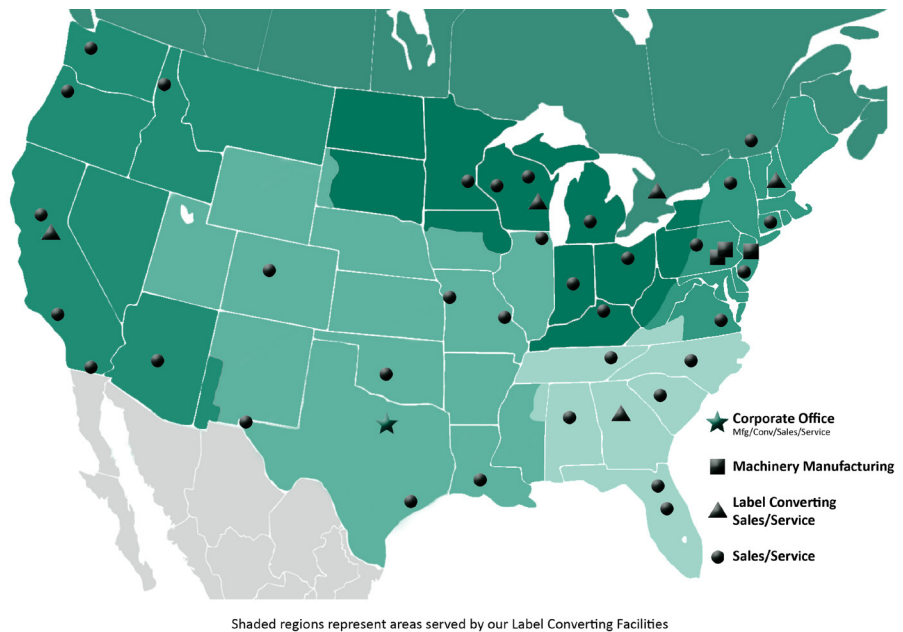 Corporate Office
Mfg/Conv/Sales/Service
Machinery Manufacturing
Label Converting
Sales/Service
Sales/Service
Shaded regions represent areas served by our Label Converting Facilities